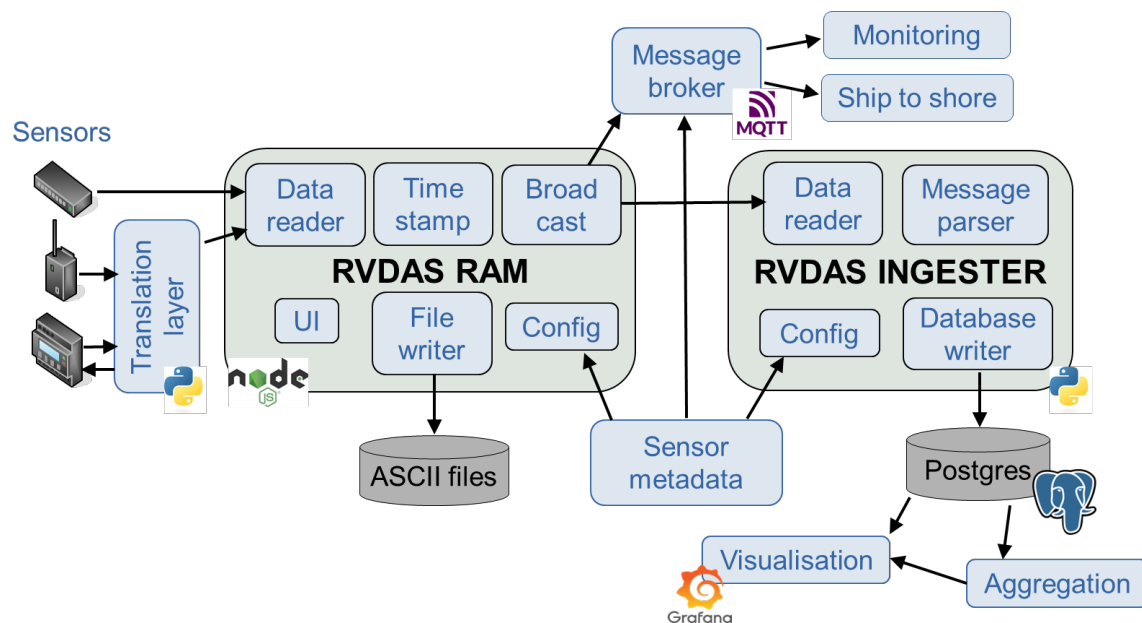 Monitoring
Message
broker
MQTT
Ship to shore
Sensors
Data
reader
Time
stamp
Broad
cast
RVDAS RAM
UI
File
writer
Config
Translation
layer
node
JS
ASCII files
Sensor
metadata
Data
reader
Message
parser
RVDAS INGESTER
Config
Database
writer
Postgres
Visualisation
Aggregation
Grafana